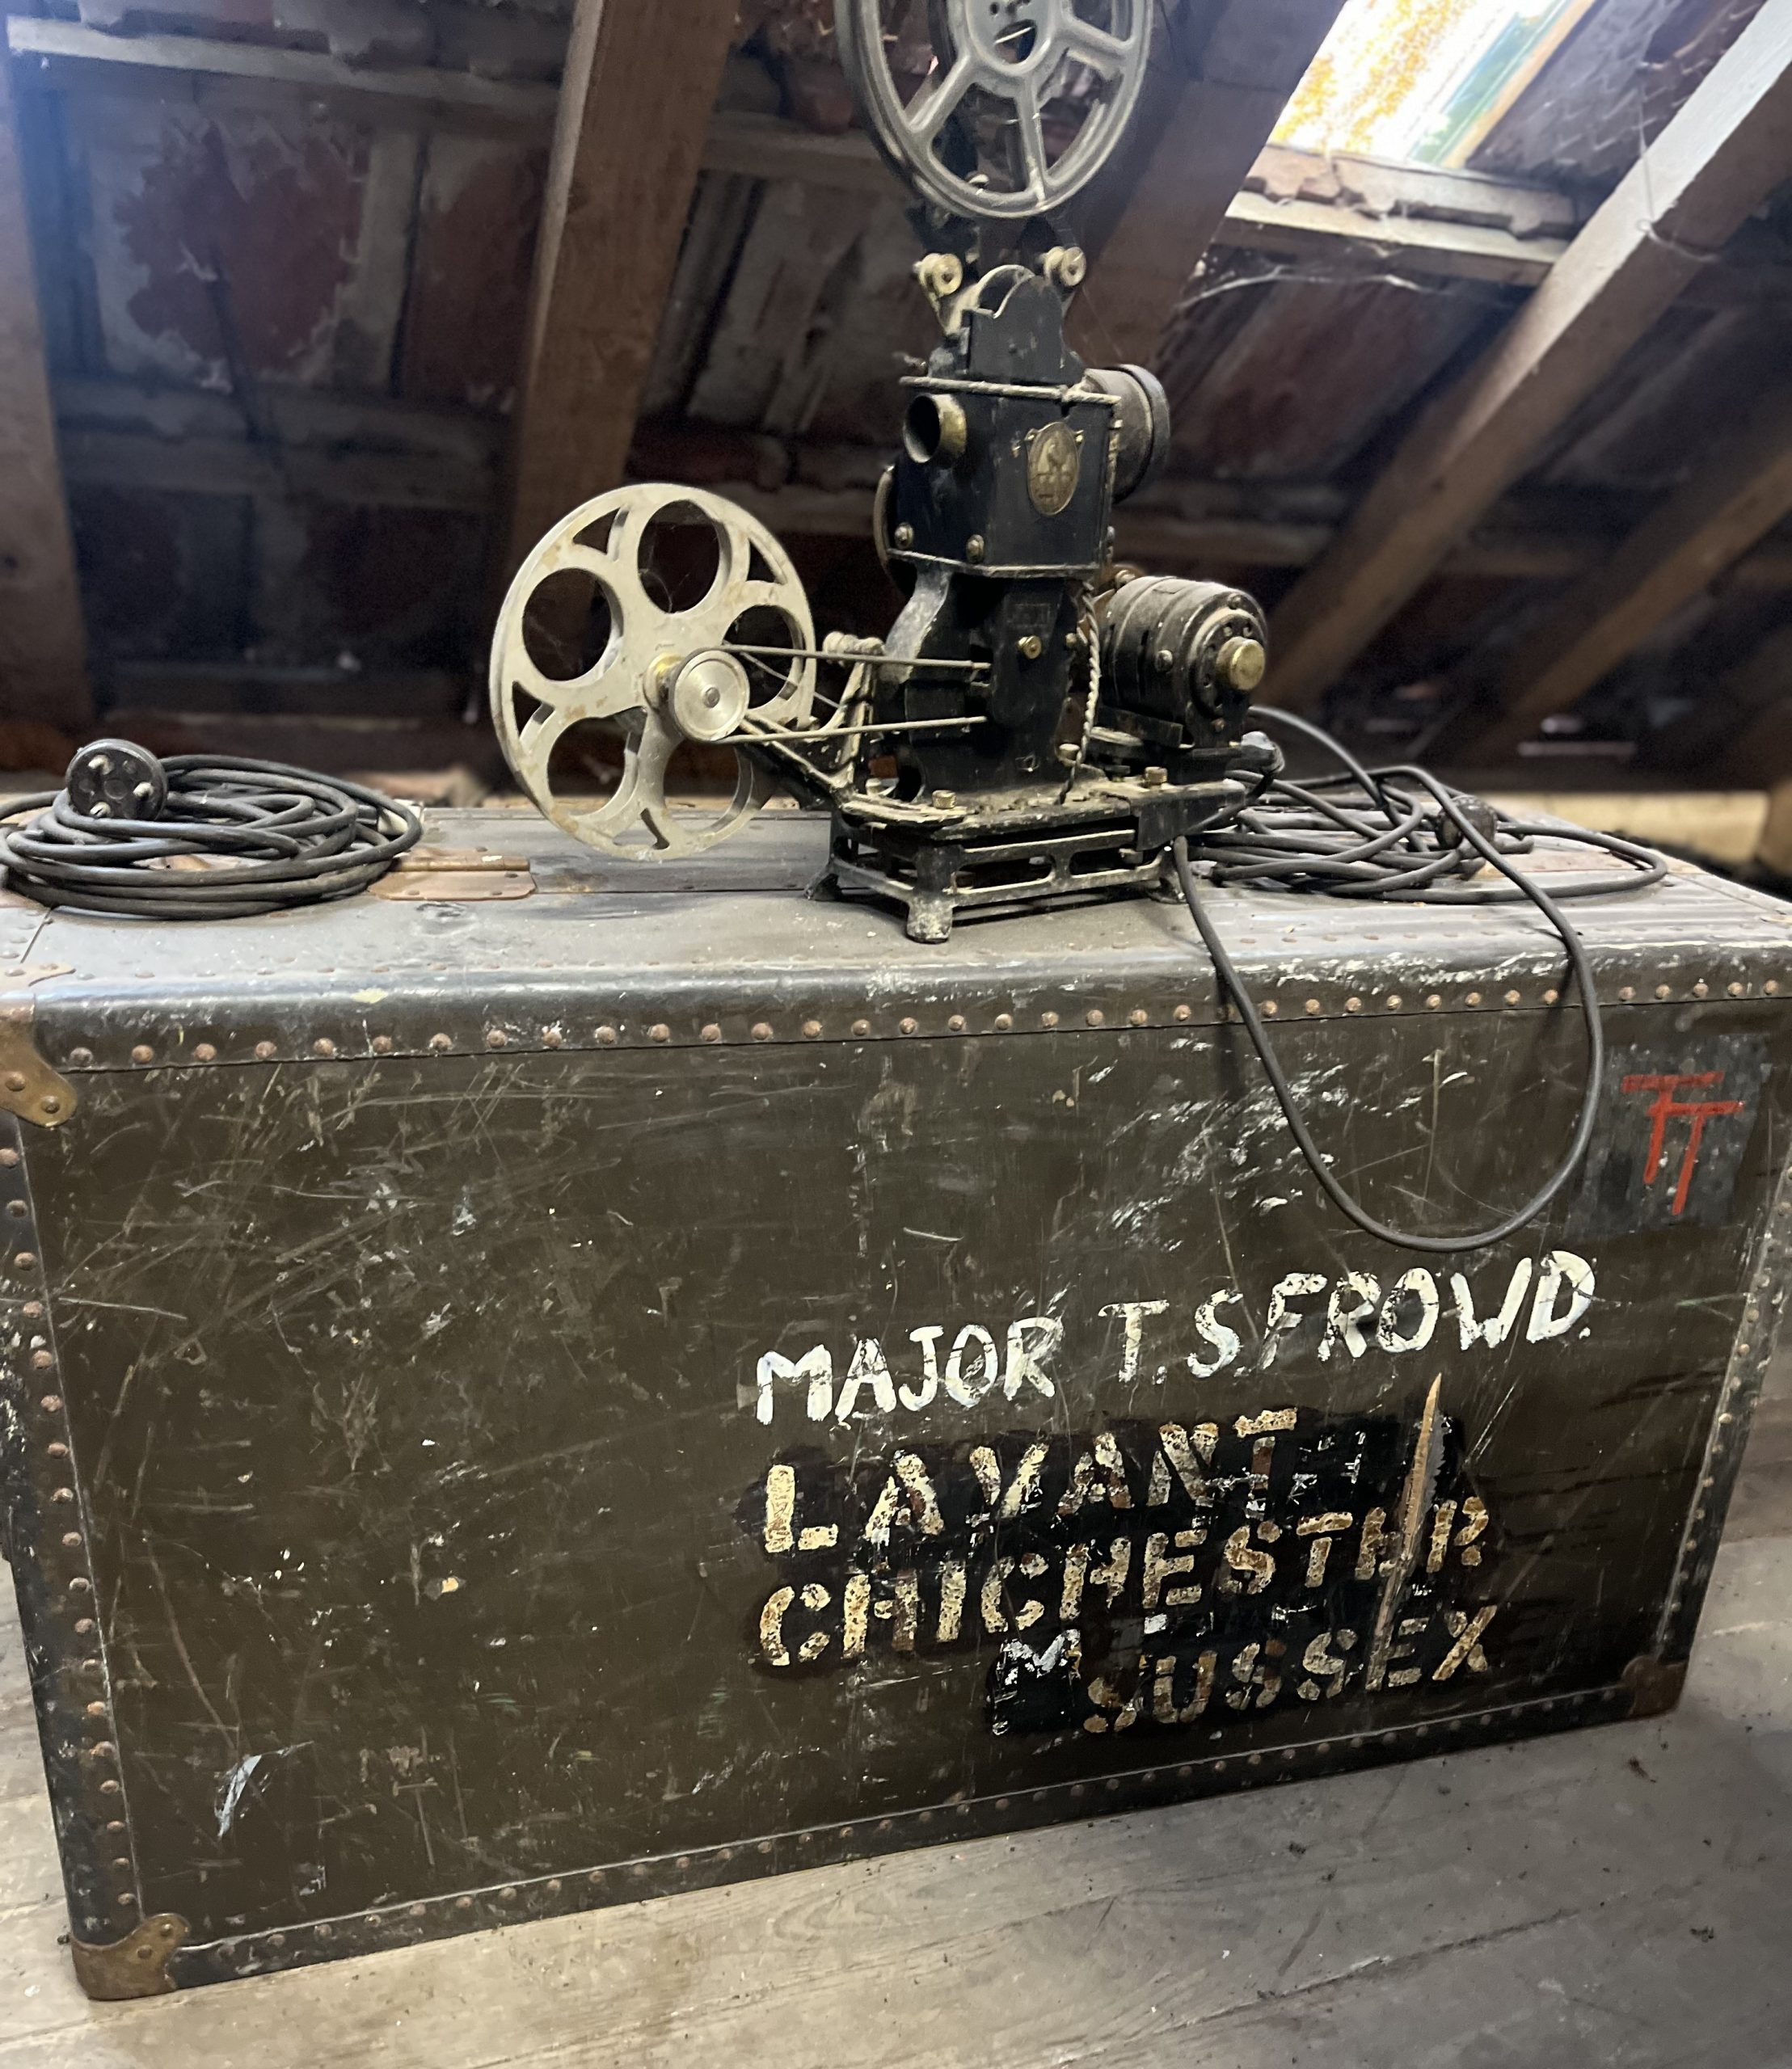 MAJOR T.S.FROWD.
LAVANT
CHICHESTER
SUSSEX